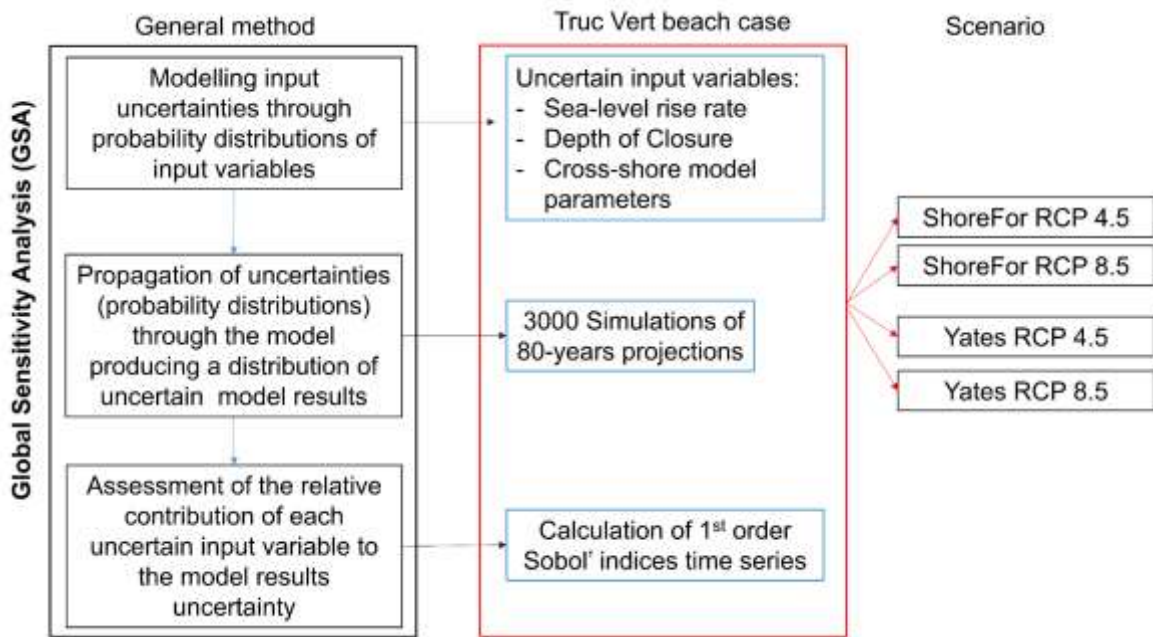 General method
Truc Vert beach case
Scenario
Global Sensitivity Analysis (GSA)
Modelling input
uncertainties through
probability distributions of
input variables
Uncertain input variables:
- Sea-level rise rate
- Depth of Closure
- Cross-shore model
parameters
Propagation of uncertainties
(probability distributions)
through the model
producing a distribution of
uncertain model results
3000 Simulations of
80-years projections
Assessment of the relative
contribution of each
uncertain input variable to
the model results
uncertainty
Calculation of 1st order
Sobol' indices time series
ShoreFor RCP 4.5
ShoreFor RCP 8.5
Yates RCP 4.5
Yates RCP 8.5